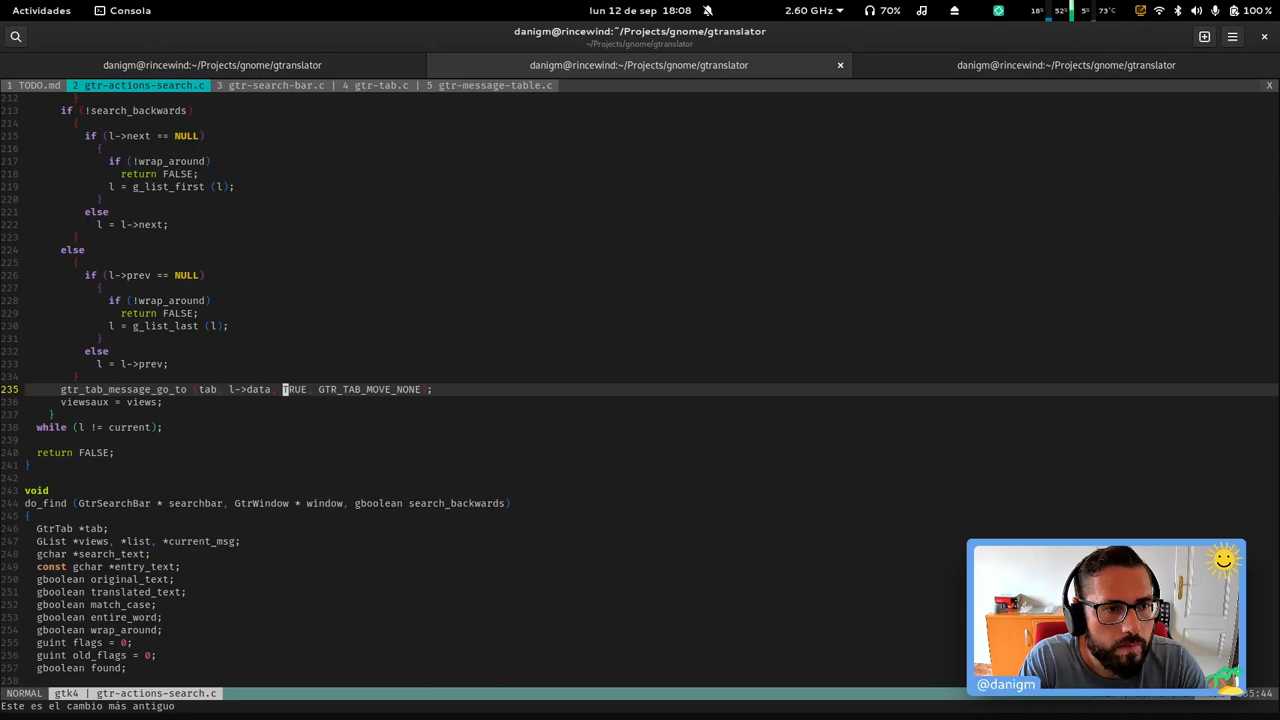 Actividades Consola lun 12 de sep 18:08 2.60 GHz 70% 18% 52% 5% 73°C 100 %
danigm@rincewind:~/Projects/gnome/gtranslator
~/Projects/gnome/gtranslator
danigm@rincewind:~/Projects/gnome/gtranslator danigm@rincewind:~/Projects/gnome/gtranslator danigm@rincewind:~/Projects/gnome/gtranslator
1 TODO.md 2 gtr-actions-search.c 3 gtr-search-bar.c | 4 gtr-tab.c | 5 gtr-message-table.c X
212 }
213 if (!search_backwards)
214 {
215 if (l->next == NULL)
216 {
217 if (!wrap_around)
218 return FALSE;
219 l = g_list_first (l);
220 }
221 else
222 l = l->next;
223 }
224 else
225 {
226 if (l->prev == NULL)
227 {
228 if (!wrap_around)
229 return FALSE;
230 l = g_list_last (l);
231 }
232 else
233 l = l->prev;
234 }
235 gtr_tab_message_go_to (tab, l->data, TRUE, GTR_TAB_MOVE_NONE);
236 viewsaux = views;
237 }
238 while (l != current);
239
240 return FALSE;
241 }
242
243 void
244 do_find (GtrSearchBar * searchbar, GtrWindow * window, gboolean search_backwards)
245 {
246 GtrTab *tab;
247 GList *views, *list, *current_msg;
248 gchar *search_text;
249 const gchar *entry_text;
250 gboolean original_text;
251 gboolean translated_text;
252 gboolean match_case;
253 gboolean entire_word;
254 gboolean wrap_around;
255 guint flags = 0;
256 guint old_flags = 0;
257 gboolean found;
258
@danigm
NORMAL gtk4 | gtr-actions-search.c
Este es el cambio más antiguo